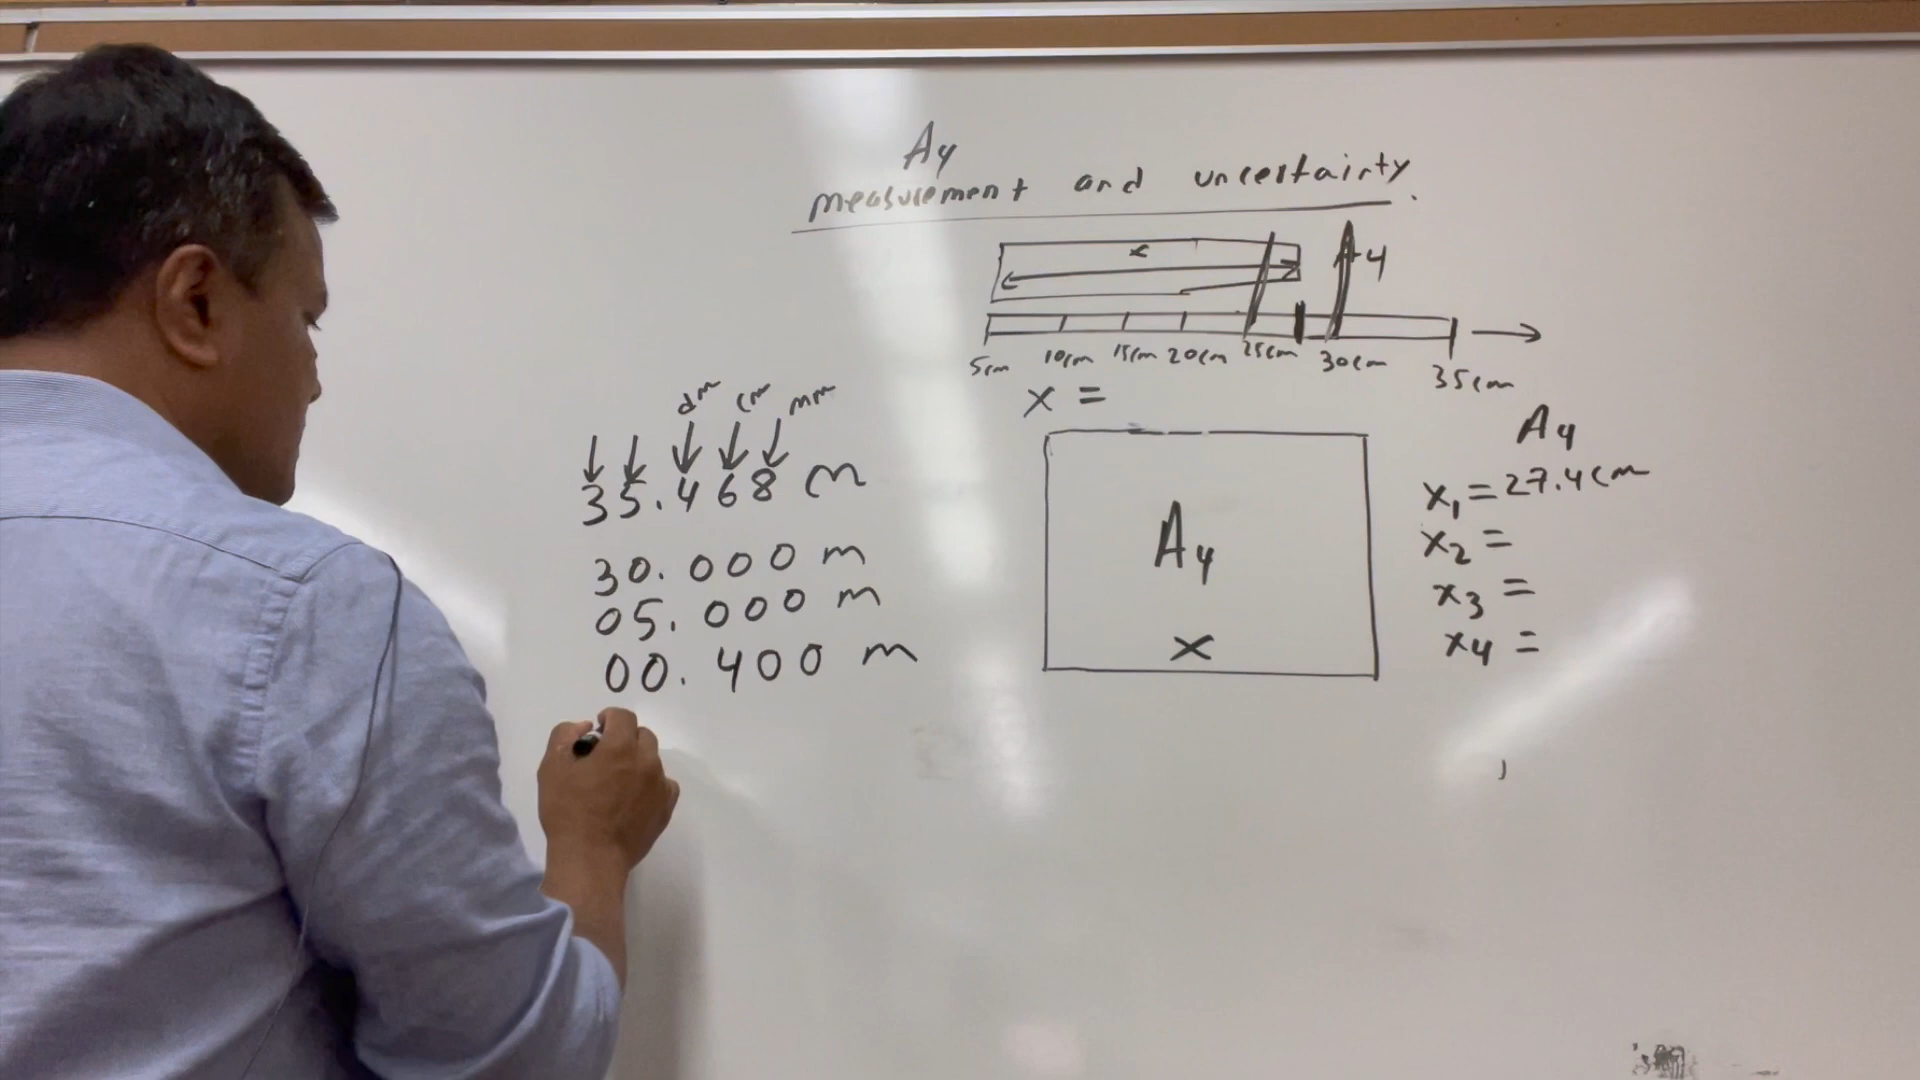 A4
measurement and uncertainty.
x
A4
5cm 10cm 15cm 20cm 25cm 30cm 35cm
x =
dm cm mm
35.468 m
30.000 m
05.000 m
00.400 m
A4
x
A4
x1 = 27.4cm
x2 =
x3 =
x4 =